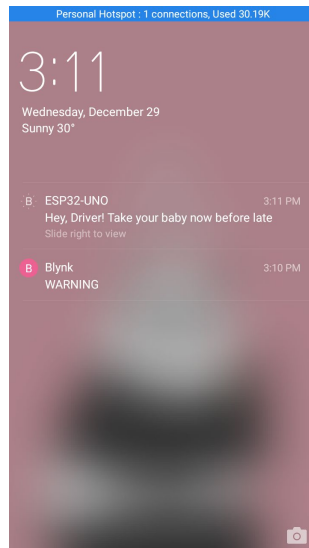 Personal Hotspot : 1 connections, Used 30.19K
3:11
Wednesday, December 29
Sunny 30°
B ESP32-UNO 3:11 PM
Hey, Driver! Take your baby now before late
Slide right to view
B Blynk 3:10 PM
WARNING